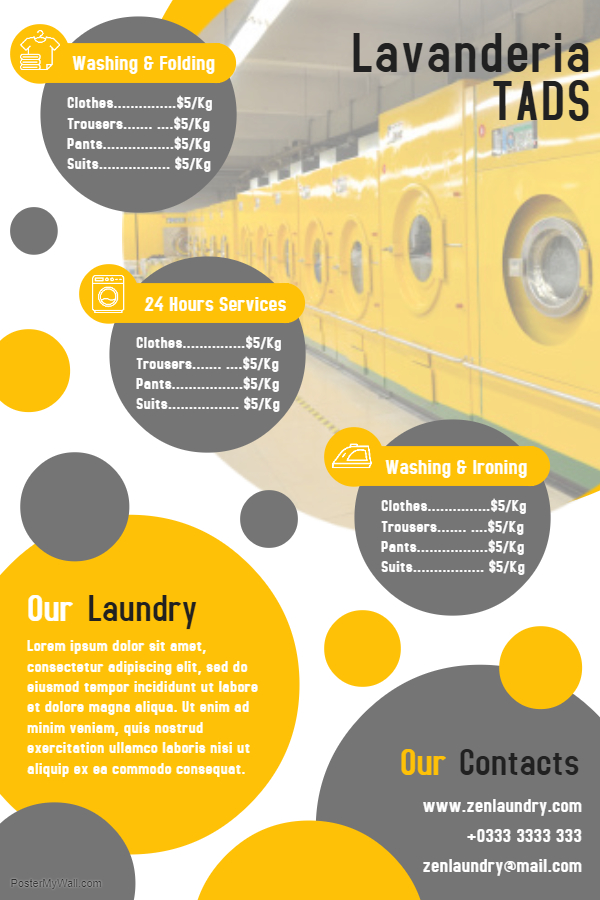 Lavanderia
TADS
Washing & Folding
Clothes...............$5/Kg
Trousers....... ....$5/Kg
Pants.................$5/Kg
Suits................. $5/Kg
24 Hours Services
Clothes...............$5/Kg
Trousers....... ....$5/Kg
Pants.................$5/Kg
Suits................. $5/Kg
Washing & Ironing
Clothes...............$5/Kg
Trousers....... ....$5/Kg
Pants.................$5/Kg
Suits................. $5/Kg
Our Laundry
Lorem ipsum dolor sit amet,
consectetur adipiscing elit, sed do
eiusmod tempor incididunt ut labore
et dolore magna aliqua. Ut enim ad
minim veniam, quis nostrud
exercitation ullamco laboris nisi ut
aliquip ex ea commodo consequat.
Our Contacts
www.zenlaundry.com
+0333 3333 333
zenlaundry@mail.com
PosterMyWall.com